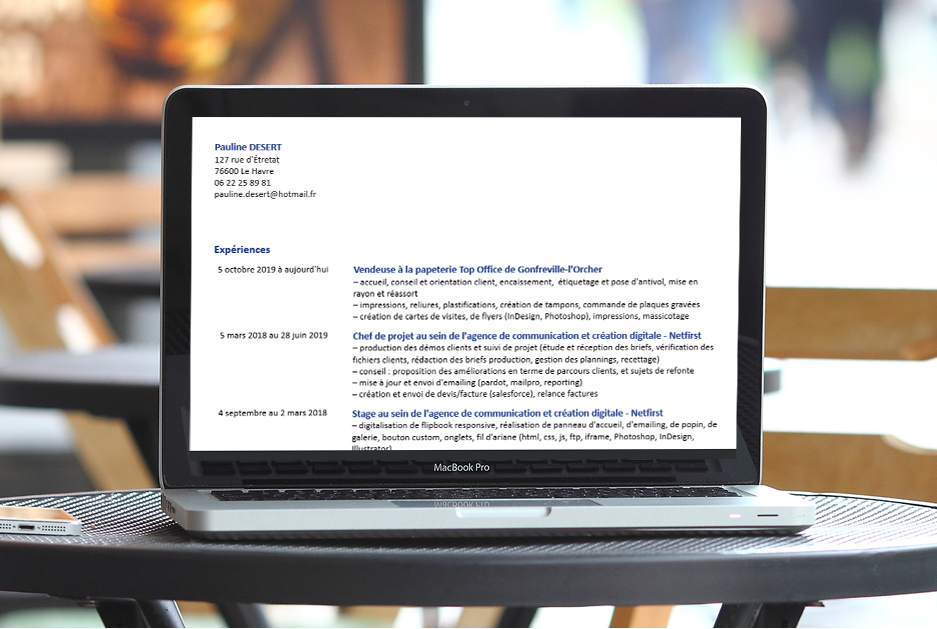 Pauline DESERT
127 rue d'Étretat
76600 Le Havre
06 22 25 89 81
pauline.desert@hotmail.fr
Expériences
5 octobre 2019 à aujourd'hui
Vendeuse à la papeterie Top Office de Gonfreville-l'Orcher
– accueil, conseil et orientation client, encaissement, étiquetage et pose d'antivol, mise en
rayon et réassort
– impressions, reliures, plastifications, création de tampons, commande de plaques gravées
– création de cartes de visites, de flyers (InDesign, Photoshop), impressions, massicotage
5 mars 2018 au 28 juin 2019
Chef de projet au sein de l'agence de communication et création digitale - Netfirst
– production des démos clients et suivi de projet (étude et réception des briefs, vérification des
fichiers clients, rédaction des briefs production, gestion des plannings, recettage)
– conseil : proposition des améliorations en terme de parcours clients, et sujets de refonte
– mise à jour et envoi d'emailing (pardot, mailpro, reporting)
– création et envoi de devis/facture (salesforce), relance factures
4 septembre au 2 mars 2018
Stage au sein de l'agence de communication et création digitale - Netfirst
– digitalisation de flipbook responsive, réalisation de panneau d'accueil, d'emailing, de popin, de
galerie, bouton custom, onglets, fil d'ariane (html, css, js, ftp, iframe, Photoshop, InDesign,
Illustrator)
MacBook Pro